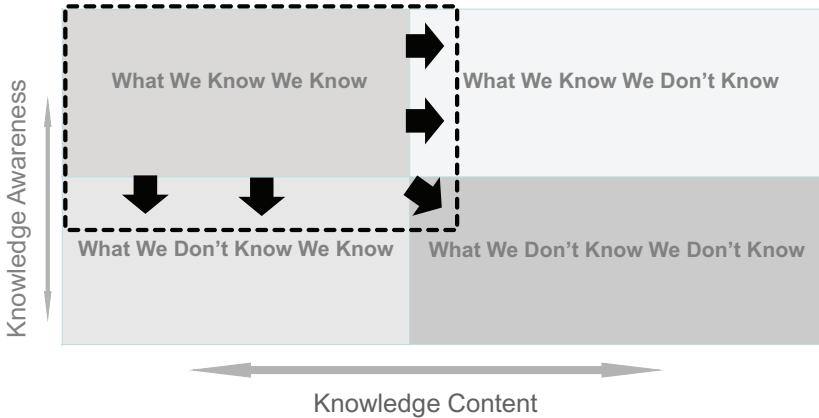 What We Know We Know
What We Know We Don't Know
Knowledge Awareness
What We Don't Know We Know
What We Don't Know We Don't Know
Knowledge Content